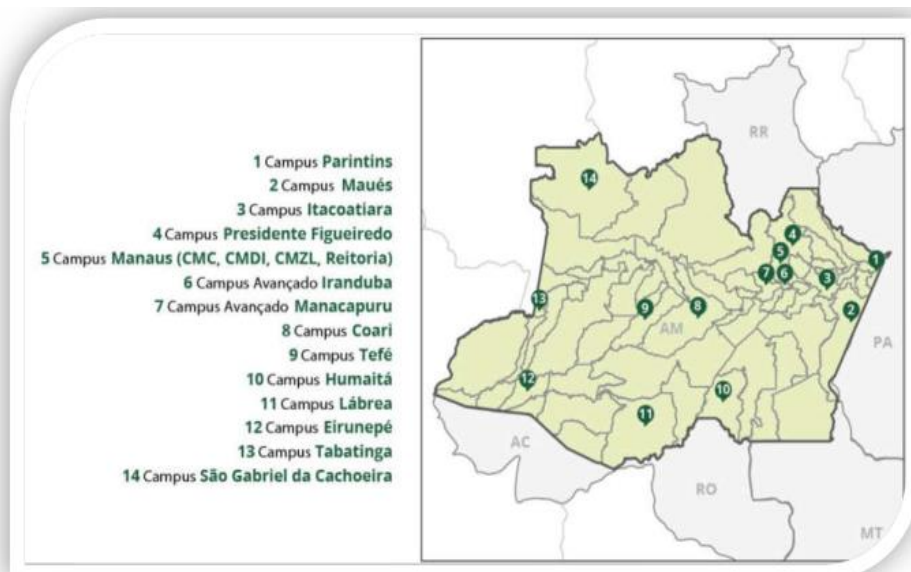 1 Campus Parintins
2 Campus Maués
3 Campus Itacoatiara
4 Campus Presidente Figueiredo
5 Campus Manaus (CMC, CMDI, CMZL, Reitoria)
6 Campus Avançado Iranduba
7 Campus Avançado Manacapuru
8 Campus Coari
9 Campus Tefé
10 Campus Humaitá
11 Campus Lábrea
12 Campus Eirunepé
13 Campus Tabatinga
14 Campus São Gabriel da Cachoeira
RR
14
4
5
1
7 6 3
13
9 8 2
AM
PA
12
10
11
AC
RO
MT